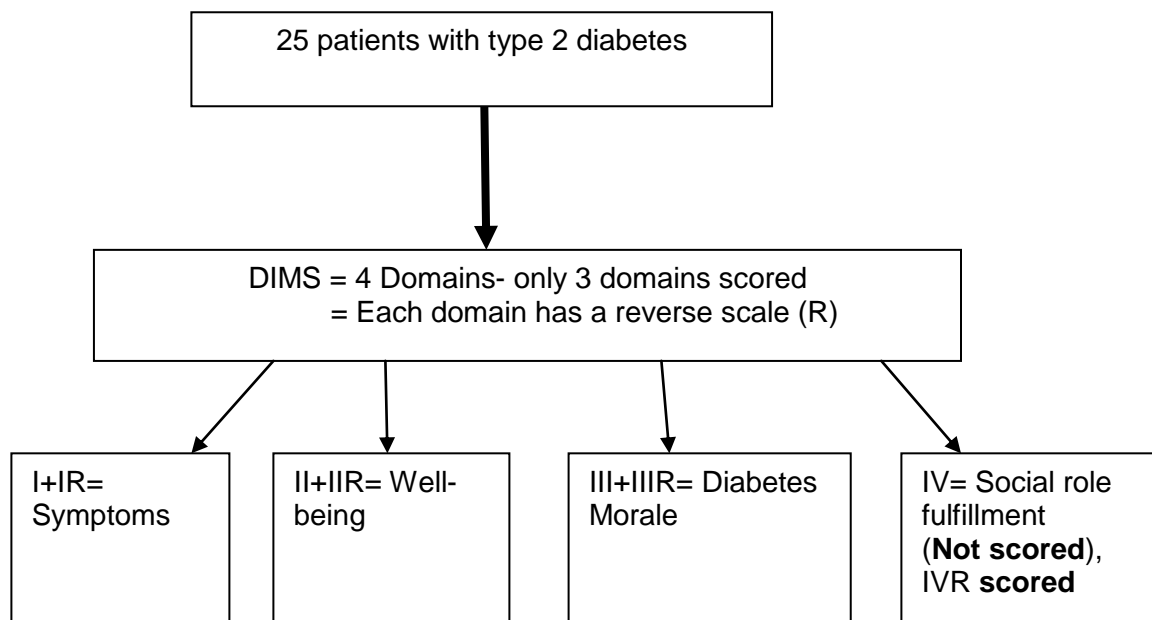 25 patients with type 2 diabetes
DIMS = 4 Domains- only 3 domains scored
= Each domain has a reverse scale (R)
I+IR=
Symptoms
II+IIR= Well-
being
III+IIIR= Diabetes
Morale
IV= Social role
fulfillment
(Not scored),
IVR scored